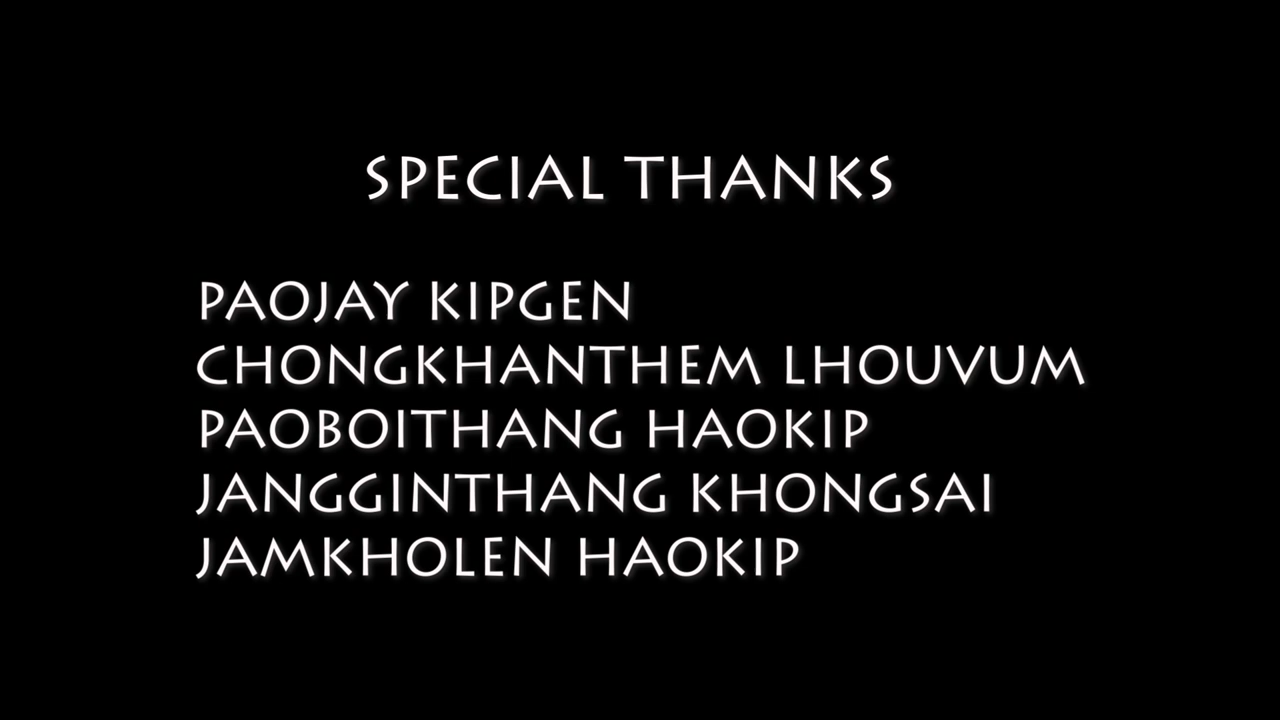 SPECIAL THANKS
PAOJAY KIPGEN
CHONGKHANTHEM LHOUVUM
PAOBOITHANG HAOKIP
JANGGINTHANG KHONGSAI
JAMKHOLEN HAOKIP